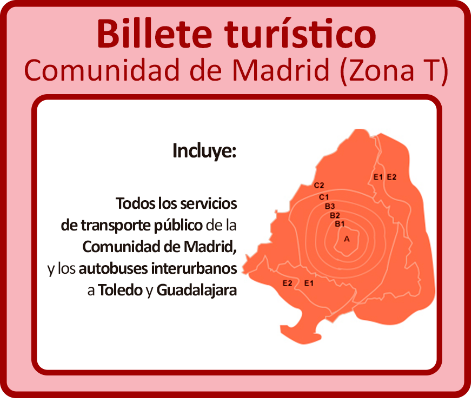 Billete turístico
Comunidad de Madrid (Zona T)
Incluye:
Todos los servicios
de transporte público de la
Comunidad de Madrid,
y los autobuses interurbanos
a Toledo y Guadalajara
E1 E2
C2
C1
B3
B2
B1
A
E2 E1